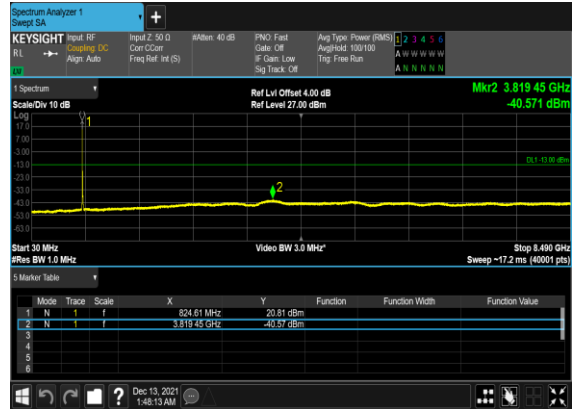 Spectrum Analyzer 1
Swept SA
KEYSIGHT Input: RF Input Z: 50 Ω #Atten: 40 dB PNO: Fast Avg Type: Power (RMS) 1 2 3 4 5 6
RL Coupling: DC Corr CCorr Gate: Off Avg|Hold: 100/100 A W W W W W
Align: Auto Freq Ref: Int (S) IF Gain: Low Trig: Free Run
Sig Track: Off A N N N N N
1 Spectrum Ref Lvl Offset 4.00 dB Mkr2 3.819 45 GHz
Scale/Div 10 dB Ref Level 27.00 dBm -40.571 dBm
Log
17.0 1
7.00
-3.00
-13.0 DL1 -13.00 dBm
-23.0
-33.0 2
-43.0
-53.0
-63.0
Start 30 MHz Video BW 3.0 MHz* Stop 8.490 GHz
#Res BW 1.0 MHz Sweep ~17.2 ms (40001 pts)
5 Marker Table
Mode Trace Scale X Y Function Function Width Function Value
1 N 1 f 824.61 MHz 20.81 dBm
2 N 1 f 3.819 45 GHz -40.57 dBm
3
4
5
6
? Dec 13, 2021
1:48:13 AM